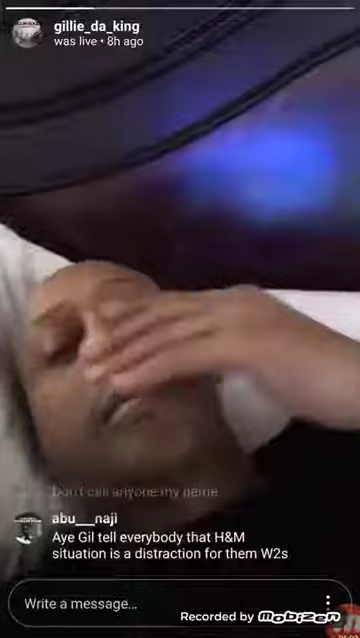 gillie_da_king
was live • 8h ago
Don't call anyone my name
abu___naji
Aye Gil tell everybody that H&M
situation is a distraction for them W2s
Write a message...
Recorded by mobizen